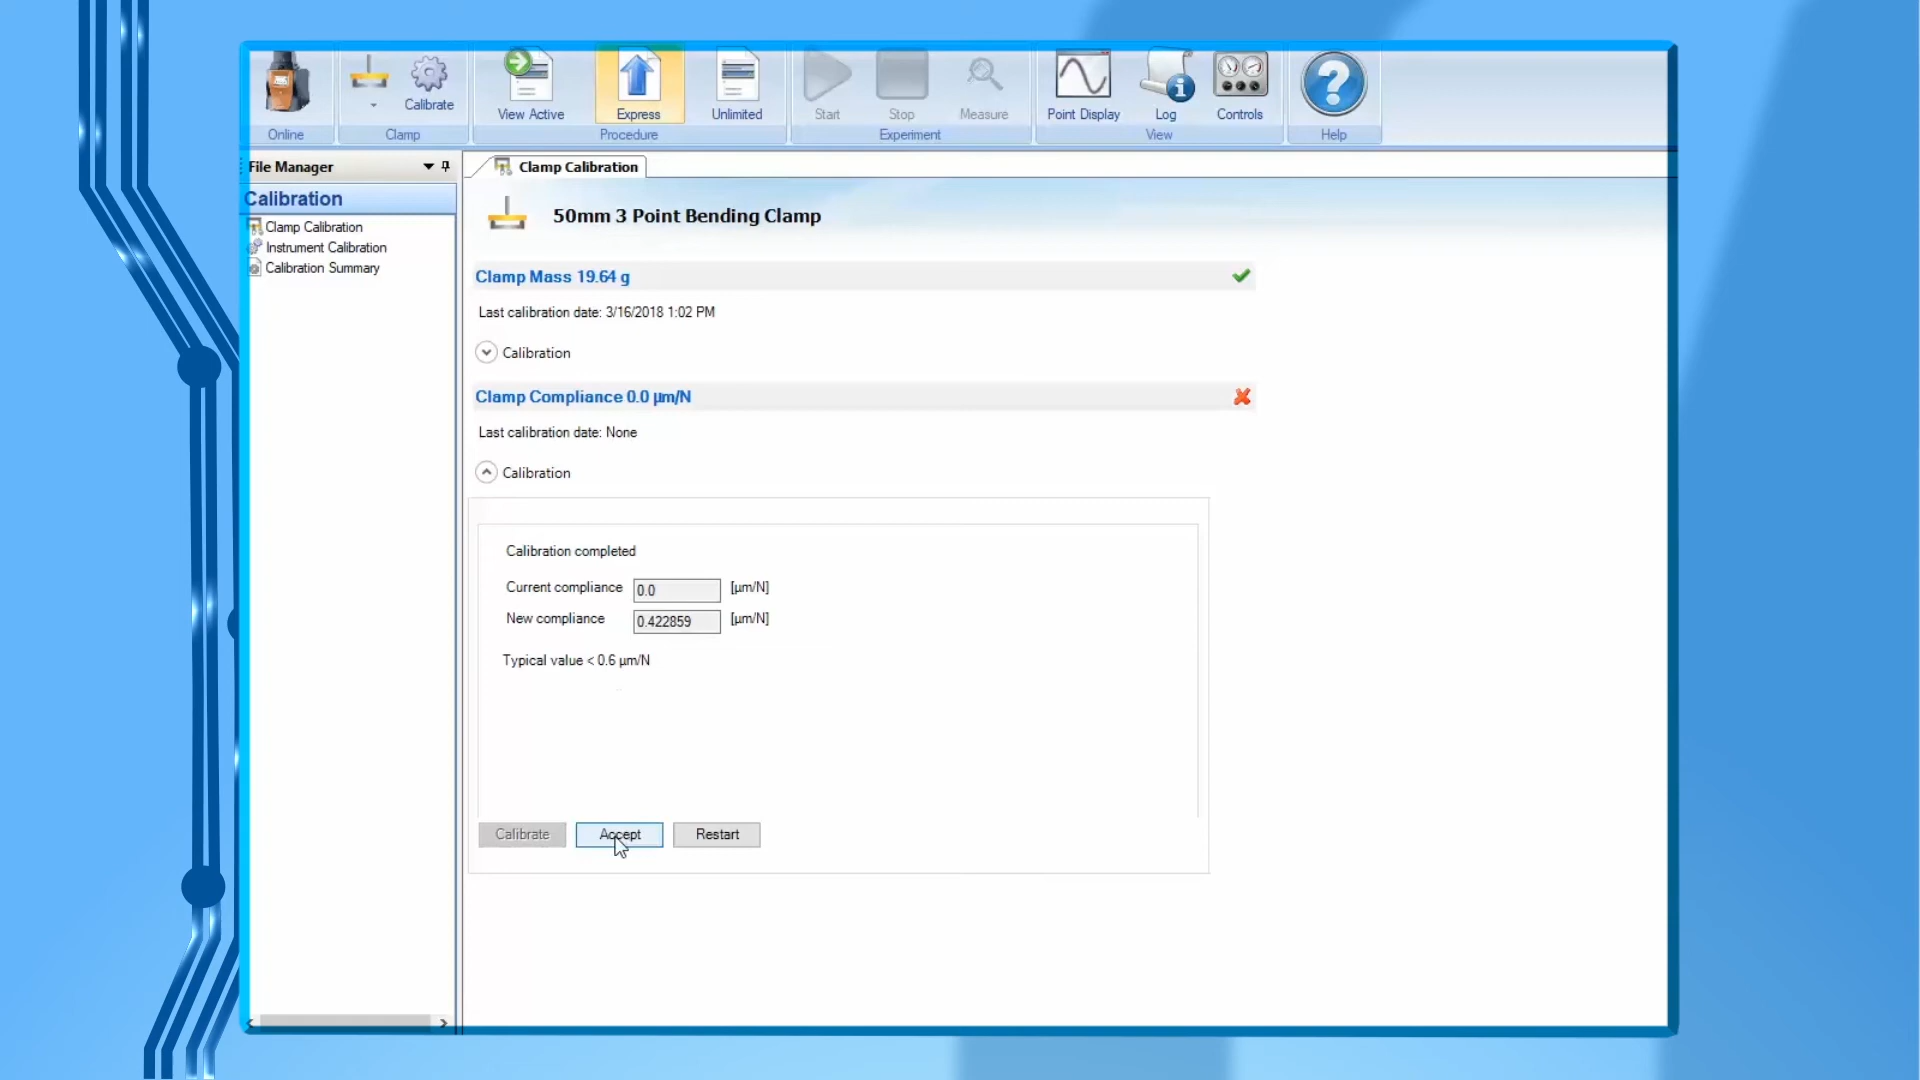 Online
Calibrate
Clamp
View Active
Express
Unlimited
Procedure
Start
Stop
Measure
Experiment
Point Display
Log
Controls
View
Help
File Manager
Calibration
Clamp Calibration
Instrument Calibration
Calibration Summary
Clamp Calibration
50mm 3 Point Bending Clamp
Clamp Mass 19.64 g
Last calibration date: 3/16/2018 1:02 PM
Calibration
Clamp Compliance 0.0 µm/N
Last calibration date: None
Calibration
Calibration completed
Current compliance 0.0 [µm/N]
New compliance 0.422859 [µm/N]
Typical value < 0.6 µm/N
Calibrate Accept Restart